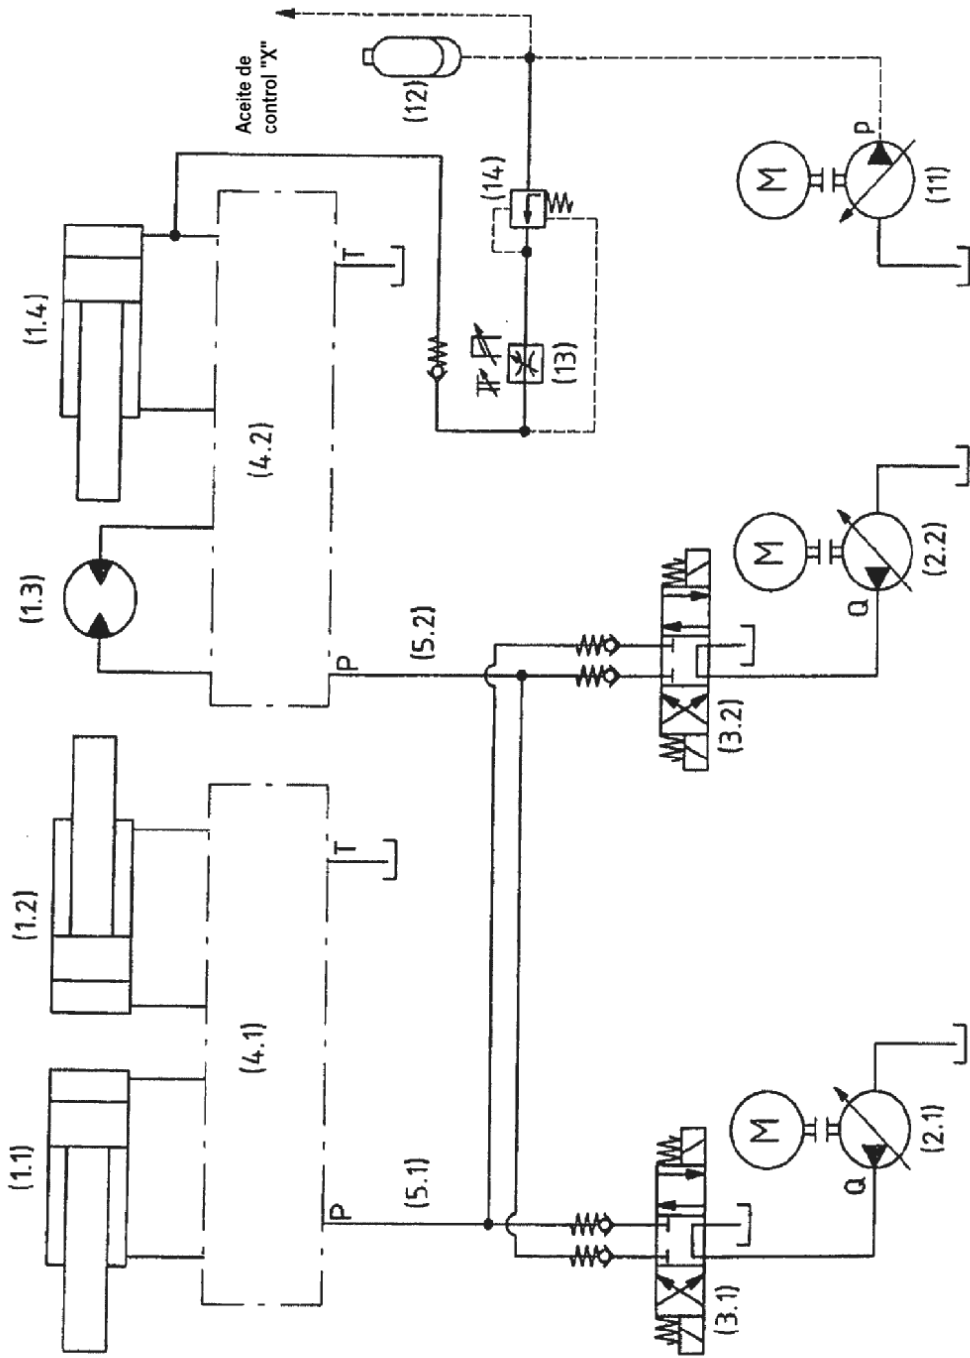 Aceite de
control "X"
(12)
(1.4)
(14)
M
P
(11)
T
(13)
(4.2)
(1.3)
(5.2)
P
M
(2.2)
Q
(3.2)
(1.2)
T
(4.1)
(1.1)
P
(5.1)
M
(2.1)
Q
(3.1)